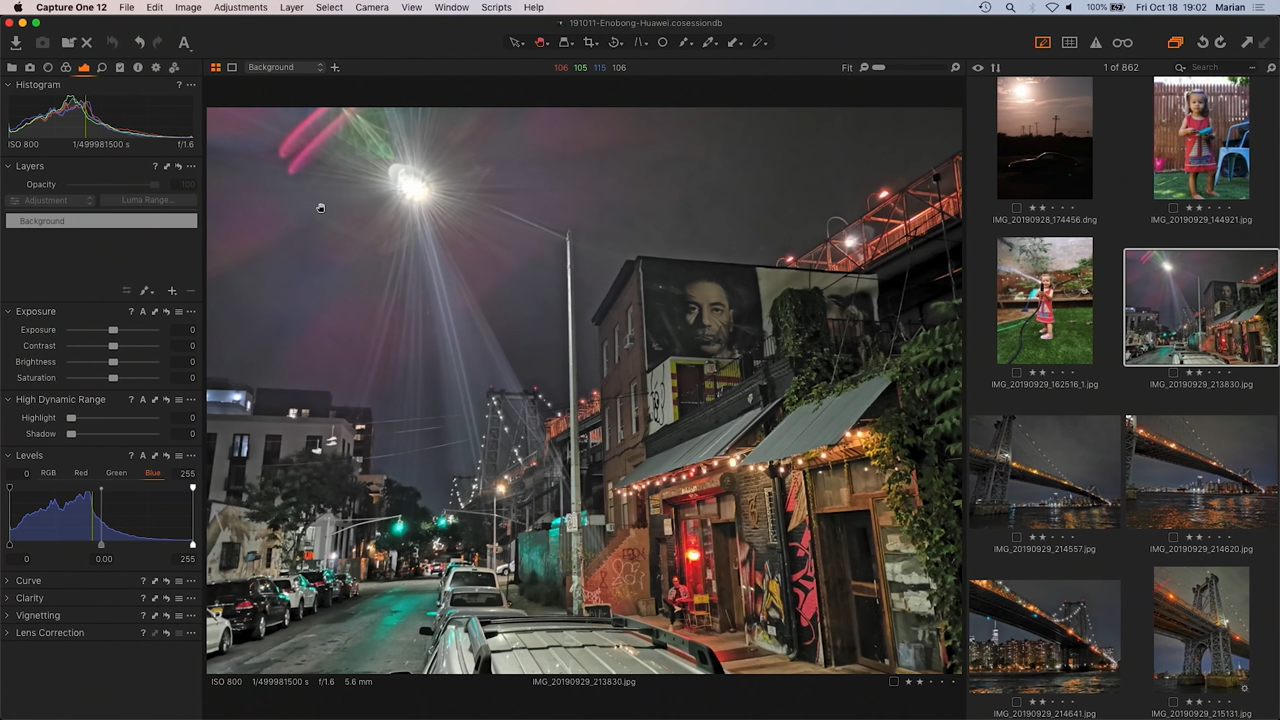 Capture One 12 File Edit Image Adjustments Layer Select Camera View Window Scripts Help 100% Fri Oct 18 19:02 Marian
191011-Enobong-Huawei.cosessiondb
Background 106 105 115 106 Fit 1 of 862 Search
Histogram
ISO 800 1/499981500 s f/1.6
Layers
Opacity 100
Adjustment Luma Range...
Background
Exposure
Exposure 0
Contrast 0
Brightness 0
Saturation 0
High Dynamic Range
Highlight 0
Shadow 0
Levels
0 RGB Red Green Blue 255
0 0.00 255
Curve
Clarity
Vignetting
Lens Correction
ISO 800 1/499981500 s f/1.6 5.6 mm IMG_20190929_213830.jpg
IMG_20190928_174456.dng IMG_20190929_144921.jpg
IMG_20190929_162516_1.jpg IMG_20190929_213830.jpg
IMG_20190929_214557.jpg IMG_20190929_214620.jpg
IMG_20190929_214641.jpg IMG_20190929_215131.jpg